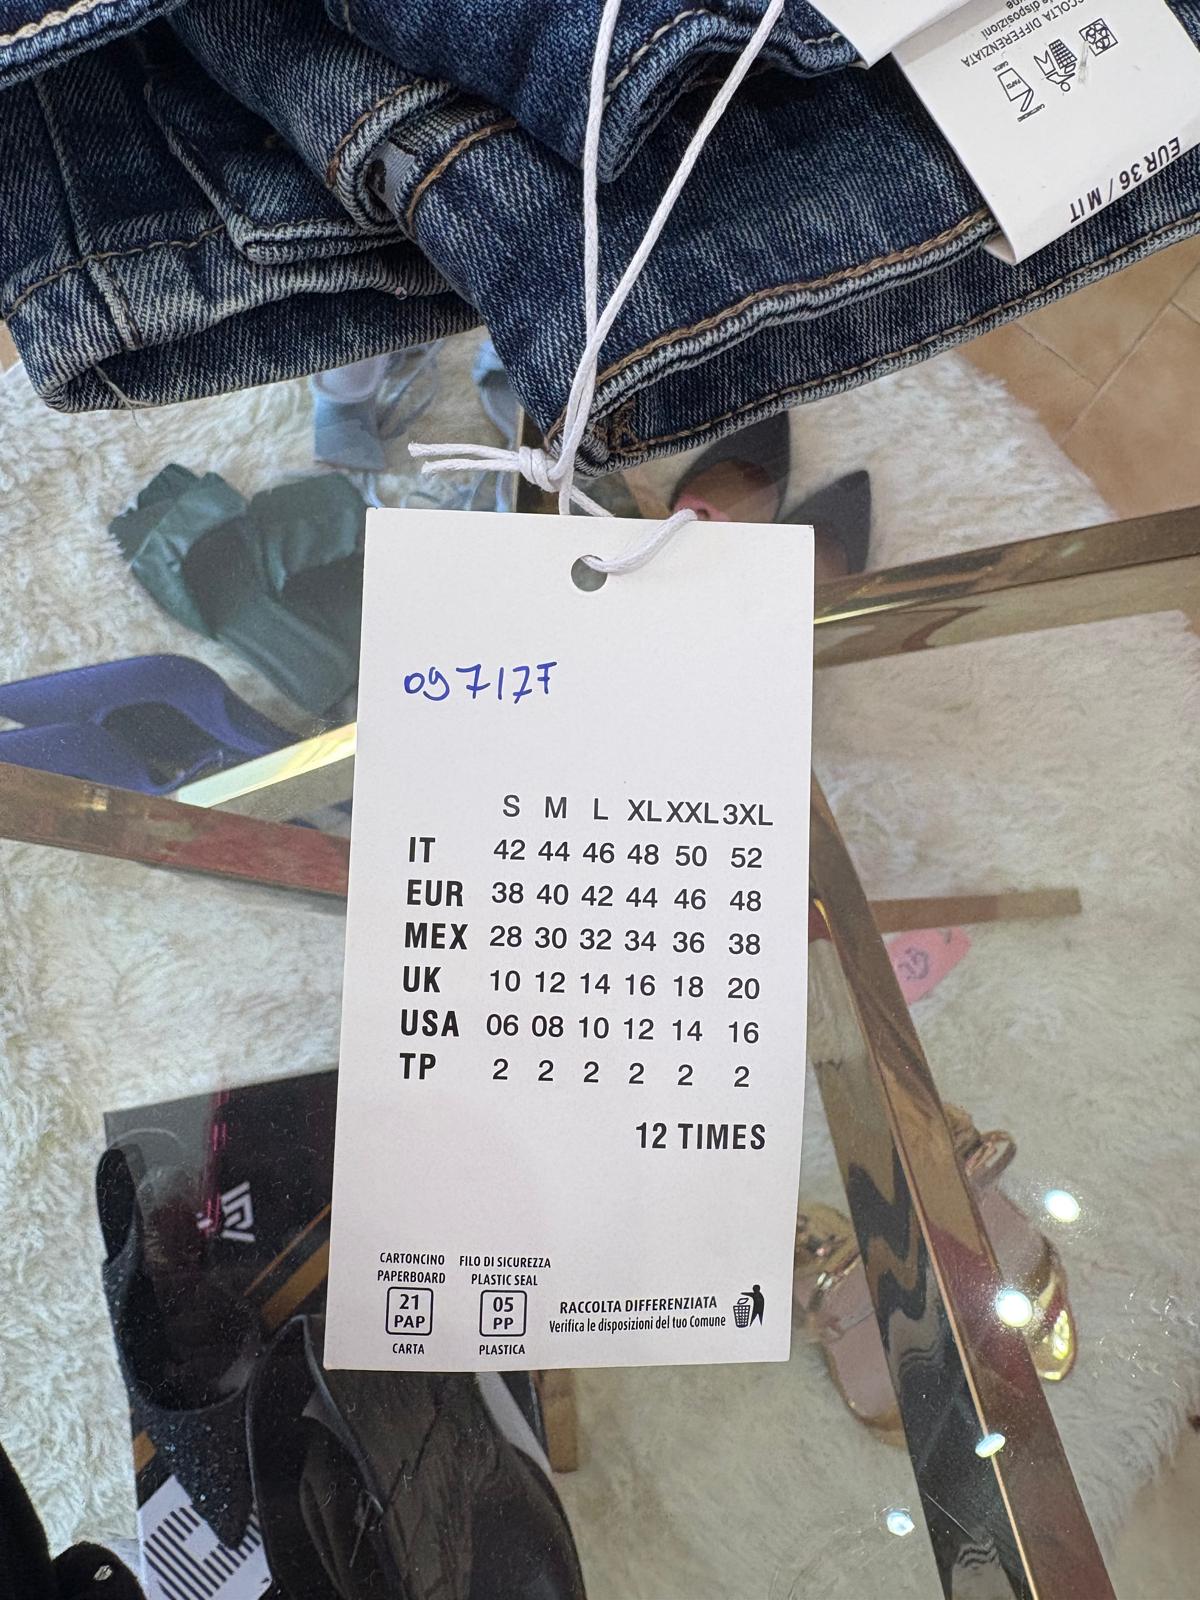 RACCOLTA DIFFERENZIATA
disposizioni
CARTA
EUR 36 / M IT
097177
S M L XL XXL 3XL
IT 42 44 46 48 50 52
EUR 38 40 42 44 46 48
MEX 28 30 32 34 36 38
UK 10 12 14 16 18 20
USA 06 08 10 12 14 16
TP 2 2 2 2 2 2
12 TIMES
CARTONCINO
PAPERBOARD
21
PAP
CARTA
FILO DI SICUREZZA
PLASTIC SEAL
05
PP
PLASTICA
RACCOLTA DIFFERENZIATA
Verifica le disposizioni del tuo Comune